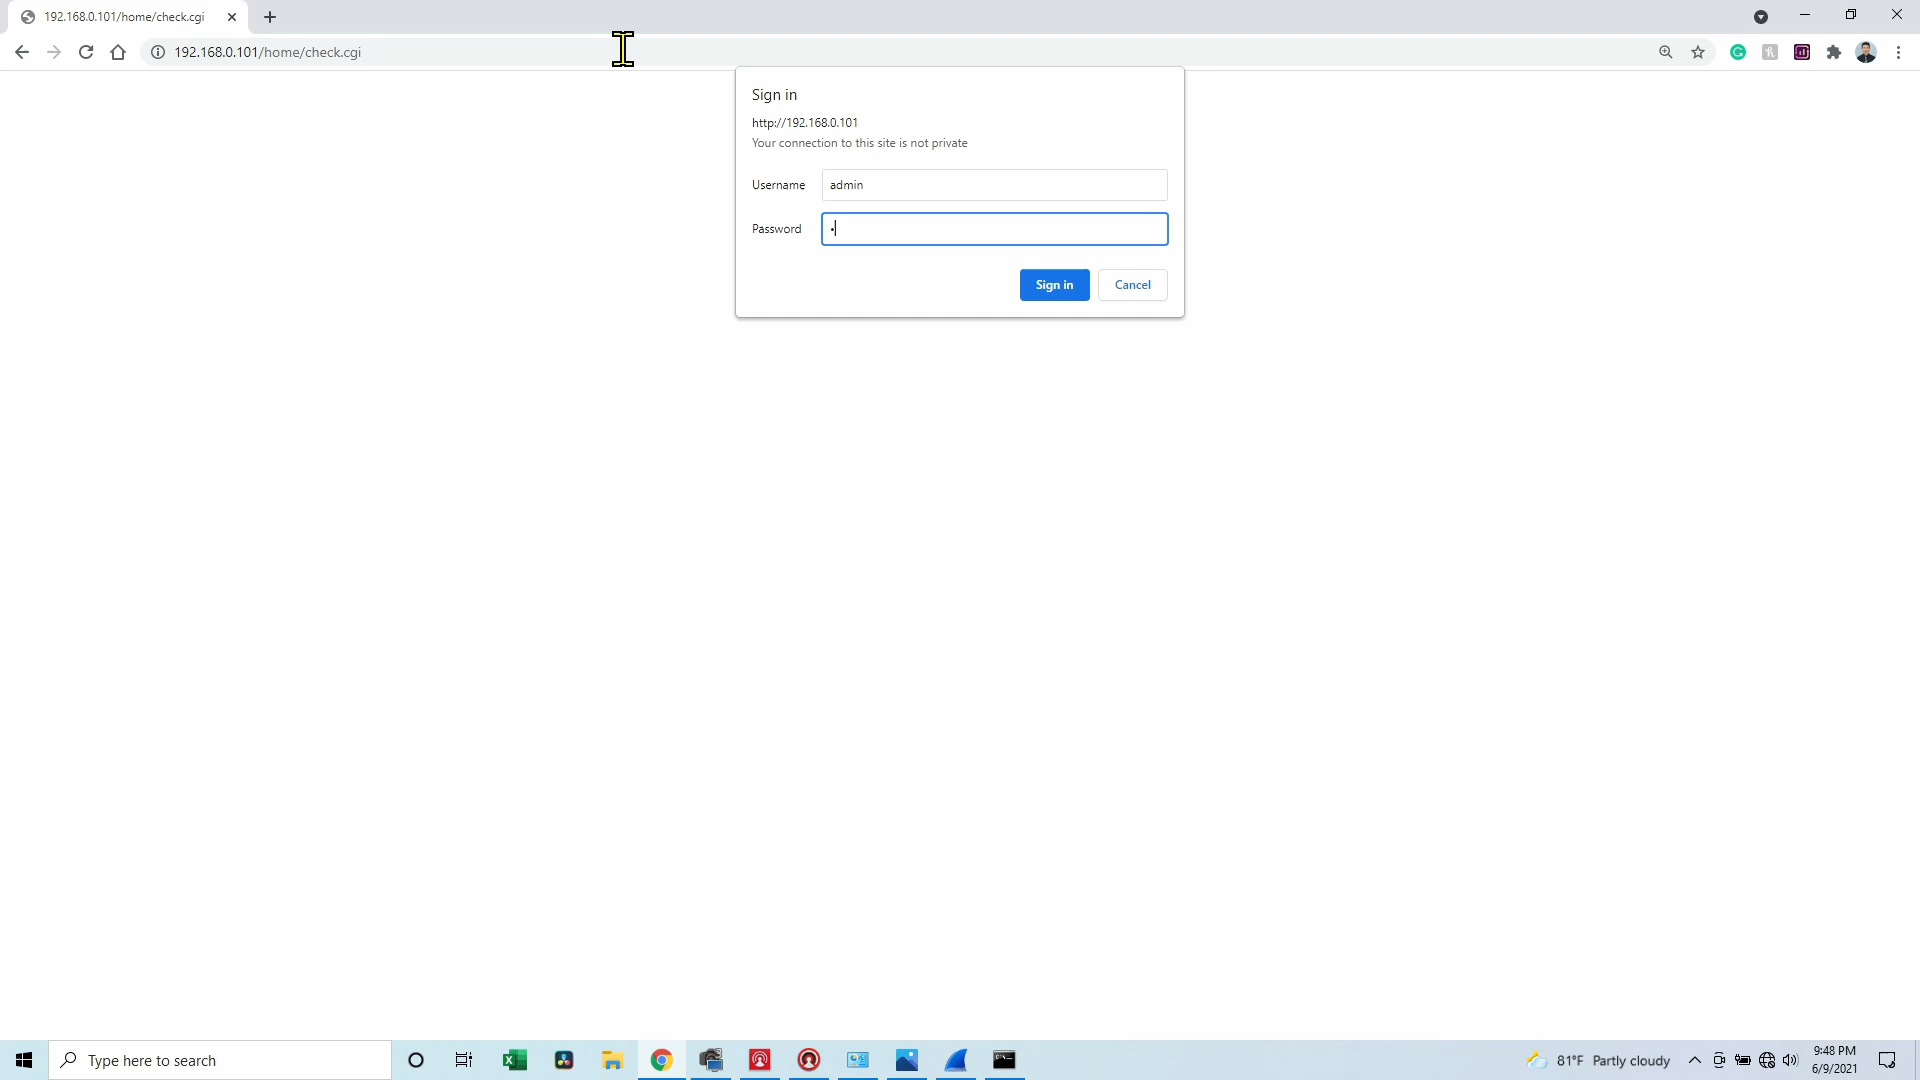 192.168.0.101/home/check.cgi
192.168.0.101/home/check.cgi
Sign in
http://192.168.0.101
Your connection to this site is not private
Username admin
Password •
Sign in Cancel
Type here to search
81°F Partly cloudy
9:48 PM
6/9/2021